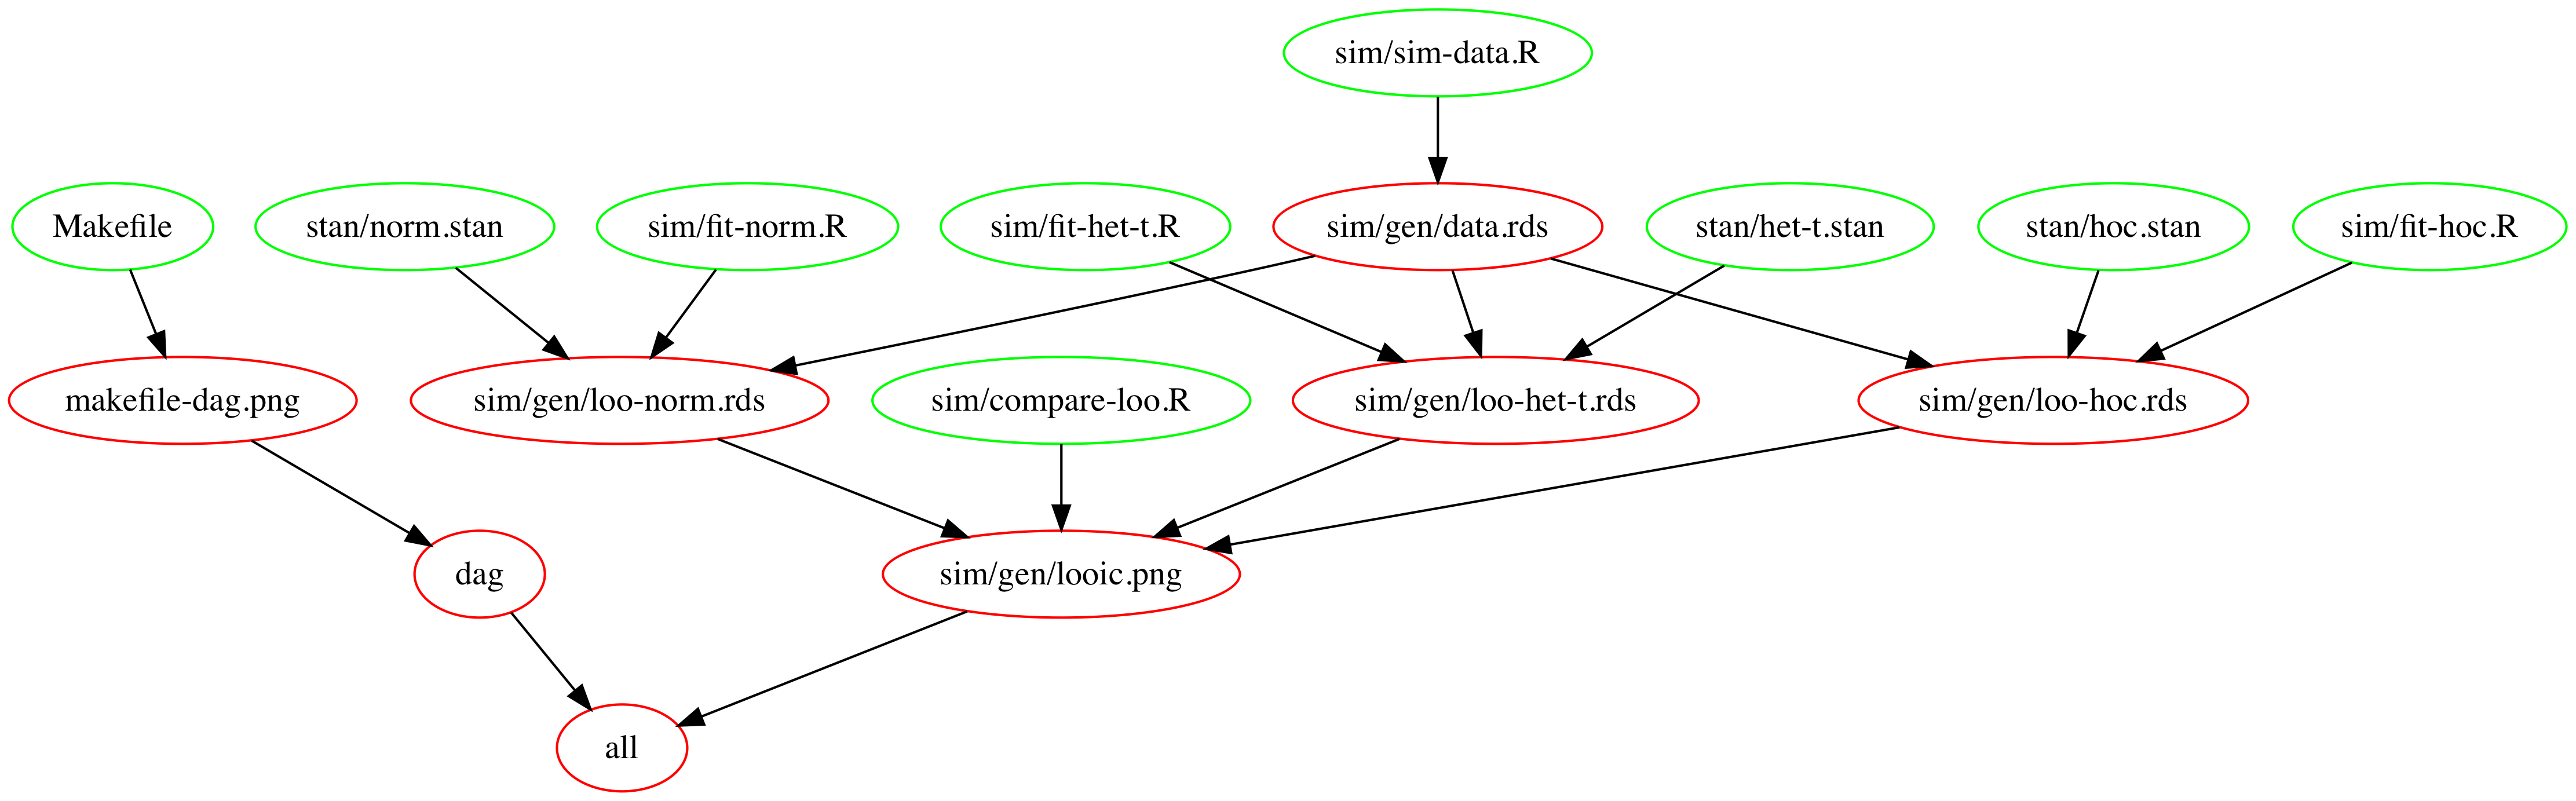 sim/sim-data.R
Makefile
stan/norm.stan
sim/fit-norm.R
sim/fit-het-t.R
sim/gen/data.rds
stan/het-t.stan
stan/hoc.stan
sim/fit-hoc.R
makefile-dag.png
sim/gen/loo-norm.rds
sim/compare-loo.R
sim/gen/loo-het-t.rds
sim/gen/loo-hoc.rds
dag
sim/gen/looic.png
all